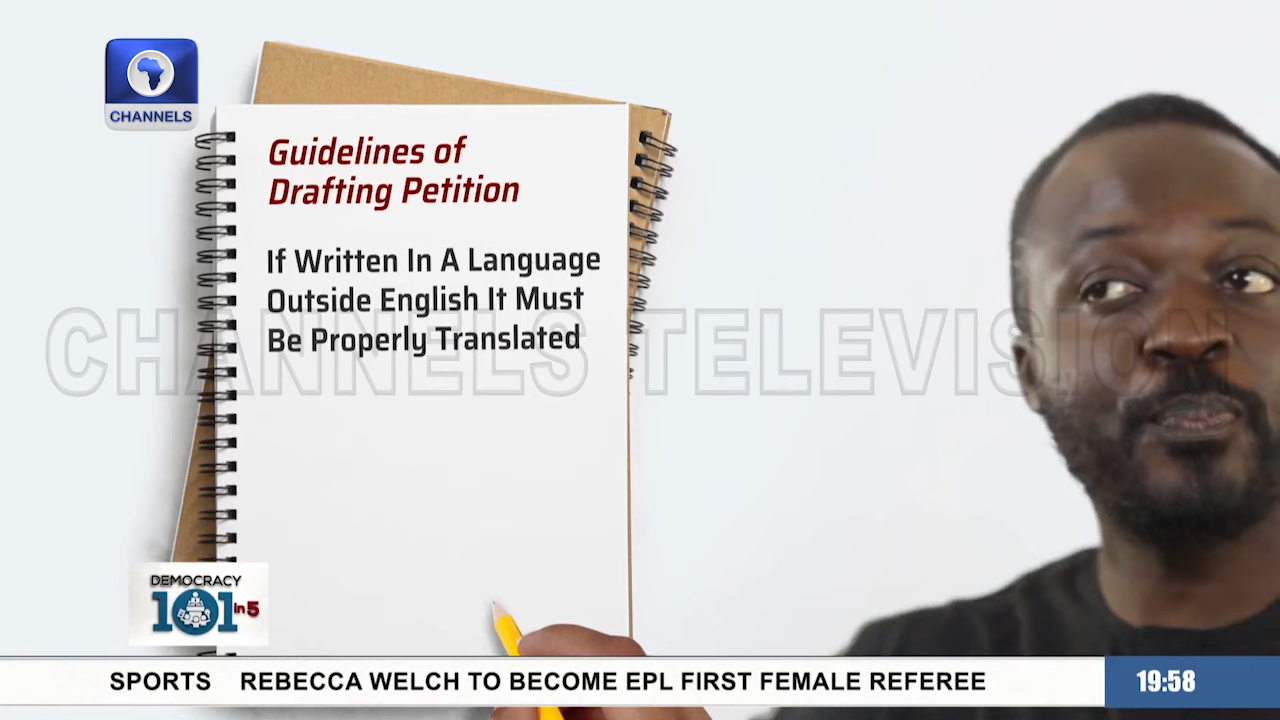 CHANNELS
Guidelines of
Drafting Petition
If Written In A Language
Outside English It Must
Be Properly Translated
CHANNELS TELEVISION
DEMOCRACY
101 in 5
SPORTS REBECCA WELCH TO BECOME EPL FIRST FEMALE REFEREE
19:58